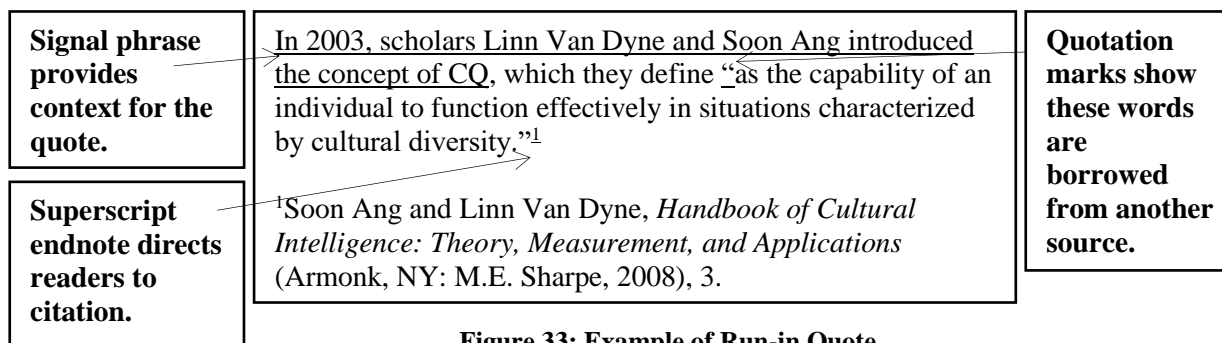 Signal phrase
provides
context for the
quote.
Superscript
endnote directs
readers to
citation.
In 2003, scholars Linn Van Dyne and Soon Ang introduced
the concept of CQ, which they define “as the capability of an
individual to function effectively in situations characterized
by cultural diversity.”1
1Soon Ang and Linn Van Dyne, Handbook of Cultural
Intelligence: Theory, Measurement, and Applications
(Armonk, NY: M.E. Sharpe, 2008), 3.
Quotation
marks show
these words
are
borrowed
from another
source.
Figure 33: Example of Run-in Quote